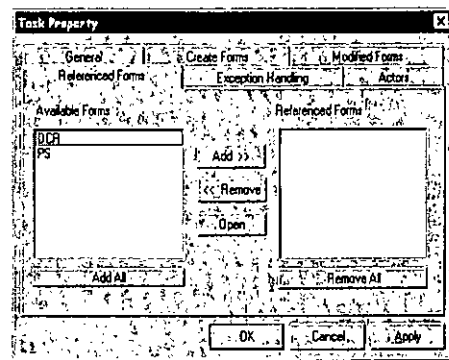 Task Property
General Create Forms Modified Forms
Referenced Forms Exception Handling Actors
Available Forms Referenced Forms
DCR
PS
Add >>
<< Remove
Open
Add All Remove All
OK Cancel Apply